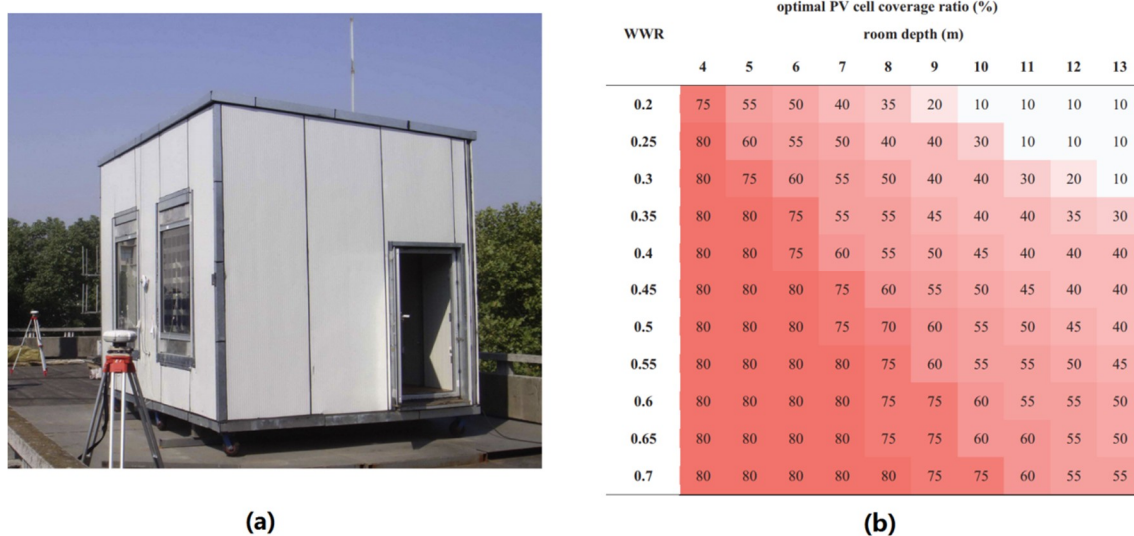 optimal PV cell coverage ratio (%)
WWR room depth (m)
4 5 6 7 8 9 10 11 12 13
0.2 75 55 50 40 35 20 10 10 10 10
0.25 80 60 55 50 40 40 30 10 10 10
0.3 80 75 60 55 50 40 40 30 20 10
0.35 80 80 75 55 55 45 40 40 35 30
0.4 80 80 75 60 55 50 45 40 40 40
0.45 80 80 80 75 60 55 50 45 40 40
0.5 80 80 80 75 70 60 55 50 45 40
0.55 80 80 80 80 75 60 55 55 50 45
0.6 80 80 80 80 75 75 60 55 55 50
0.65 80 80 80 80 75 75 60 60 55 50
0.7 80 80 80 80 80 75 75 60 55 55
(a) (b)